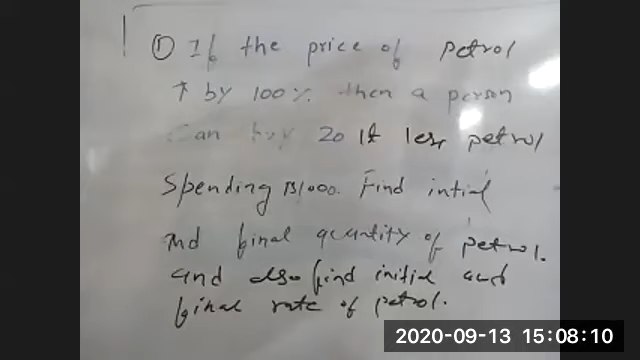 ① If the price of petrol
↑ by 100% then a person
Can buy 20 lt less petrol
Spending Rs1000. Find intial
and final quantity of petrol.
and also find initial and
final rate of petrol.
2020-09-13 15:08:10